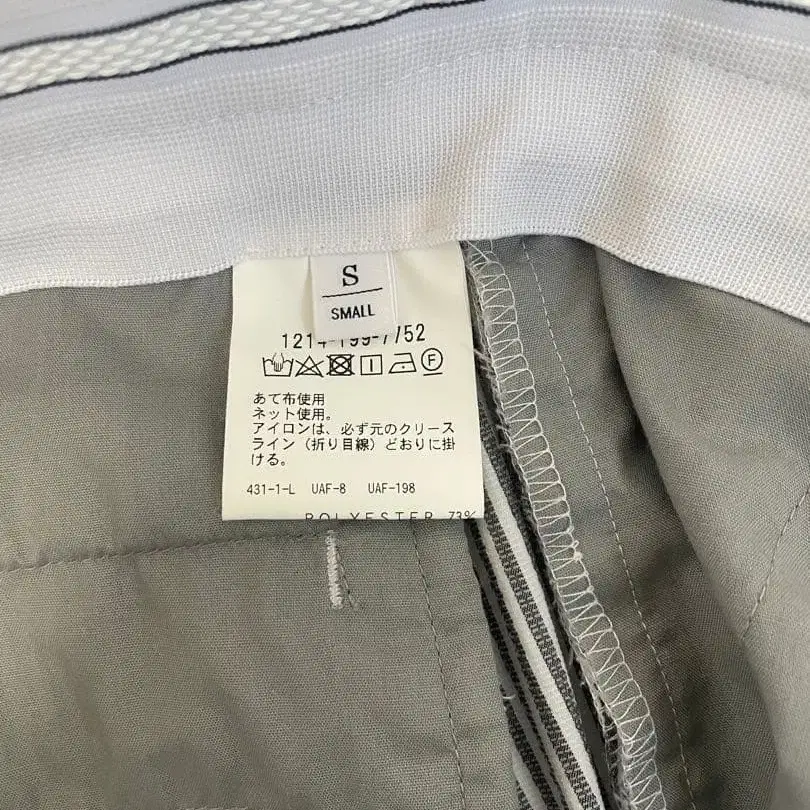 S
SMALL
1214-199-7752
F
あて布使用
ネット使用。
アイロンは、必ず元のクリース
ライン（折り目線）どおりに掛
ける。
431-1-L UAF-8 UAF-198
POLYESTER 73%